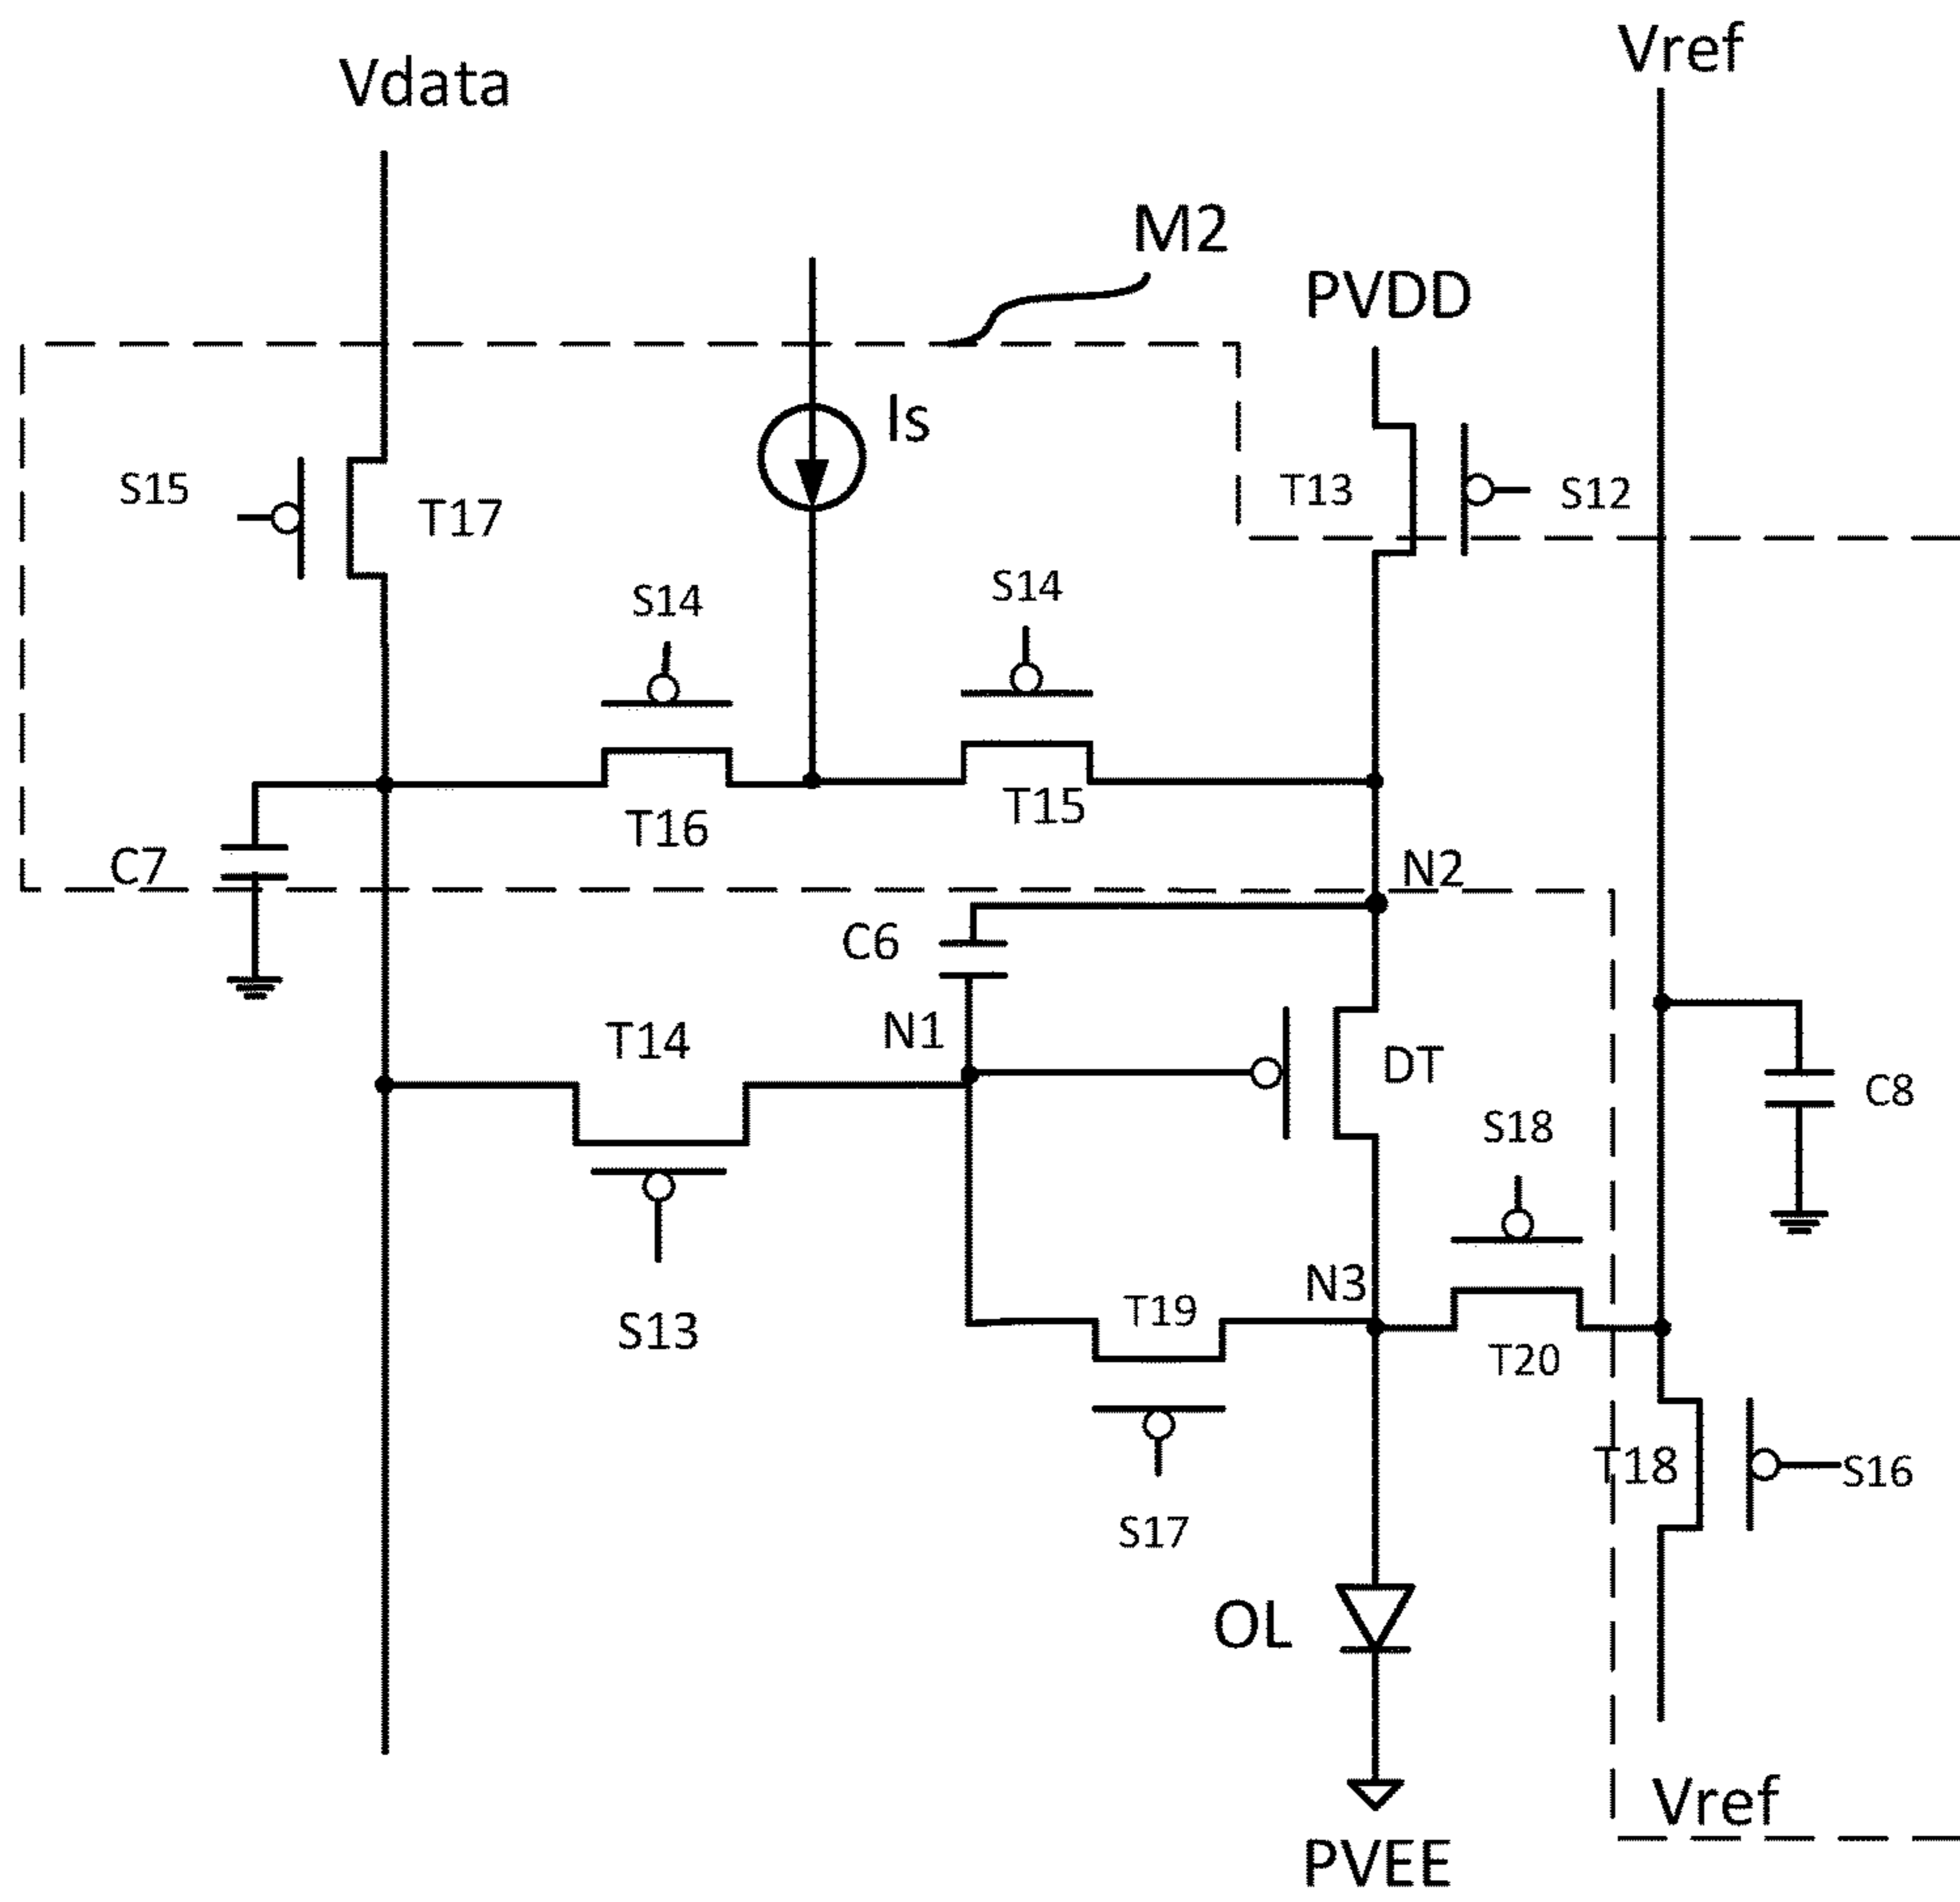 Vref
Vdata
M2
PVDD
Is
S15
T17
T13
S12
S14
S14
T16
T15
C7
N2
C6
N1
T14
DT
C8
S18
N3
T19
S13
T20
T18
S16
S17
OL
Vref
PVEE